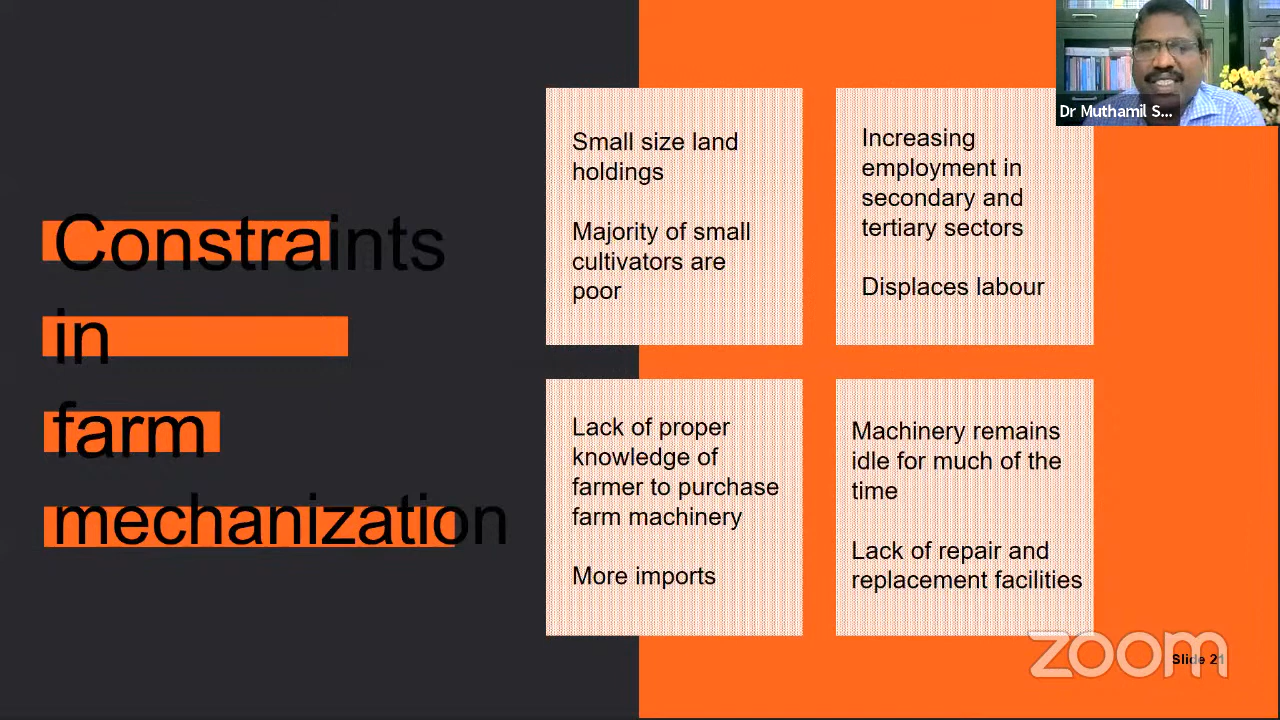 Constraints
in
farm
mechanization
Small size land
holdings
Majority of small
cultivators are
poor
Increasing
employment in
secondary and
tertiary sectors
Displaces labour
Lack of proper
knowledge of
farmer to purchase
farm machinery
More imports
Machinery remains
idle for much of the
time
Lack of repair and
replacement facilities
Dr Muthamil S...
zoom
Slide 21